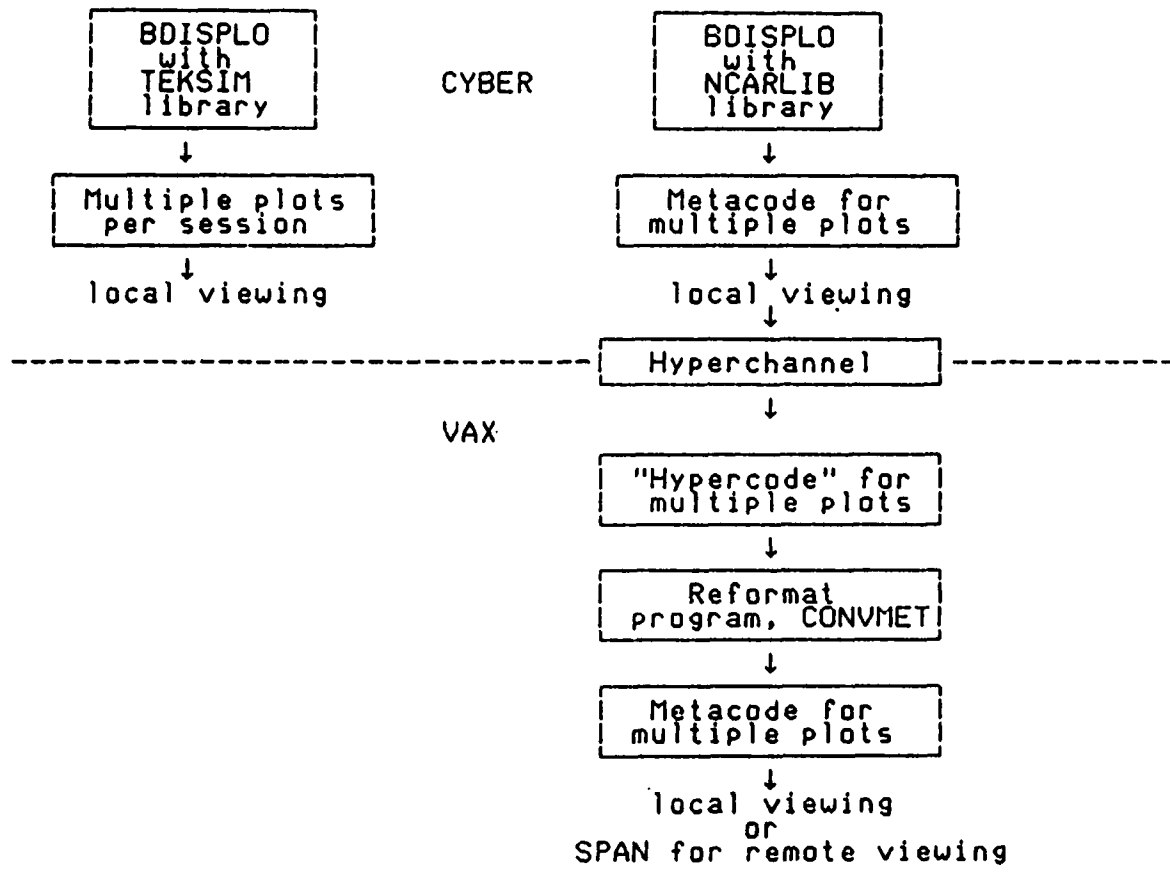 BDISPLO
with
TEKSIM
library
CYBER
BDISPLO
with
NCARLIB
library
↓
↓
Multiple plots
per session
Metacode for
multiple plots
↓
↓
local viewing
local viewing
↓
Hyperchannel
↓
VAX
"Hypercode" for
multiple plots
↓
Reformat
program, CONVMET
↓
Metacode for
multiple plots
↓
local viewing
or
SPAN for remote viewing